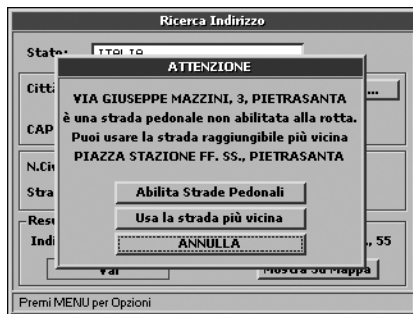 Ricerca Indirizzo
Stato: ITALIA
ATTENZIONE
Città
...
VIA GIUSEPPE MAZZINI, 3, PIETRASANTA
è una strada pedonale non abilitata alla rotta.
Puoi usare la strada raggiungibile più vicina
CAP
PIAZZA STAZIONE FF. SS., PIETRASANTA
N.Civ
Stra
Abilita Strade Pedonali
Resu
Usa la strada più vicina
Indi
., 55
ANNULLA
Vai
Mostra Su Mappa
Premi MENU per Opzioni